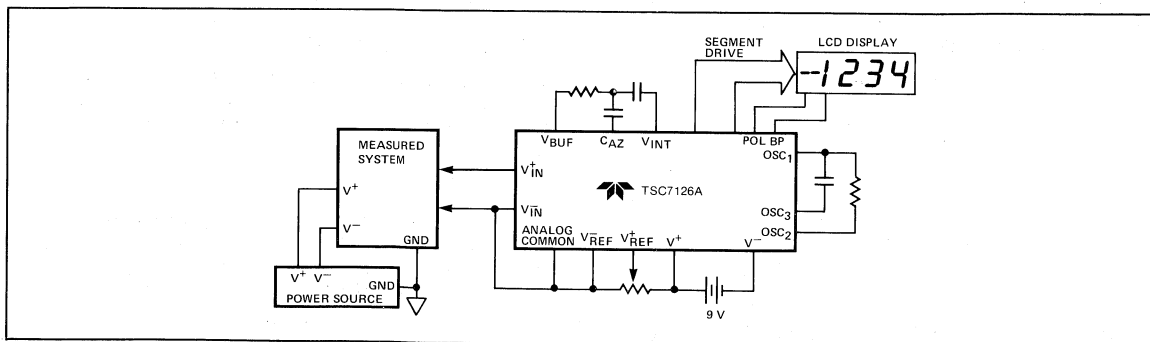 SEGMENT
DRIVE
LCD DISPLAY
--1234
VBUF
CAZ
VINT
POL BP
OSC1
MEASURED
SYSTEM
V+
V−
GND
V+IN
V−IN
TSC7126A
ANALOG
COMMON
V−REF
V+REF
V+
V−
OSC3
OSC2
V+ V−
GND
POWER SOURCE
9 V